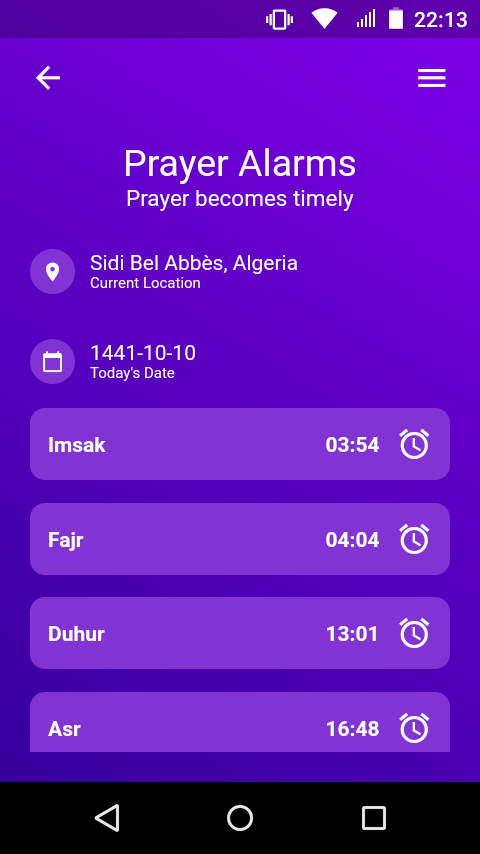 22:13
Prayer Alarms
Prayer becomes timely
Sidi Bel Abbès, Algeria
Current Location
1441-10-10
Today's Date
Imsak 03:54
Fajr 04:04
Duhur 13:01
Asr 16:48